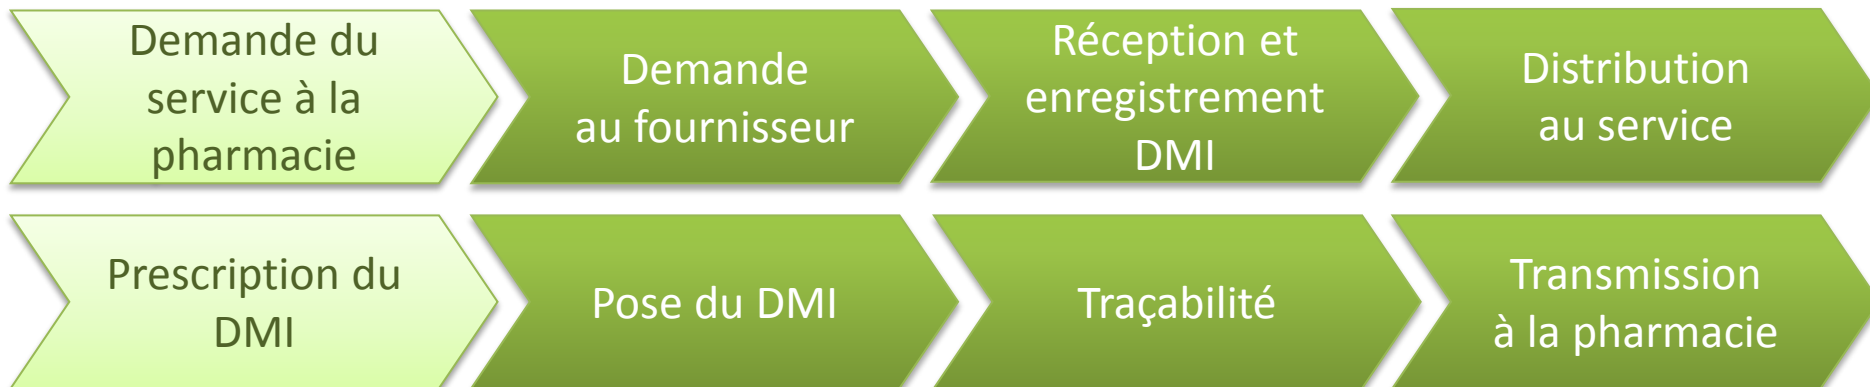 Demande du
service à la
pharmacie
Demande
au fournisseur
Réception et
enregistrement
DMI
Distribution
au service
Prescription du
DMI
Pose du DMI
Traçabilité
Transmission
à la pharmacie